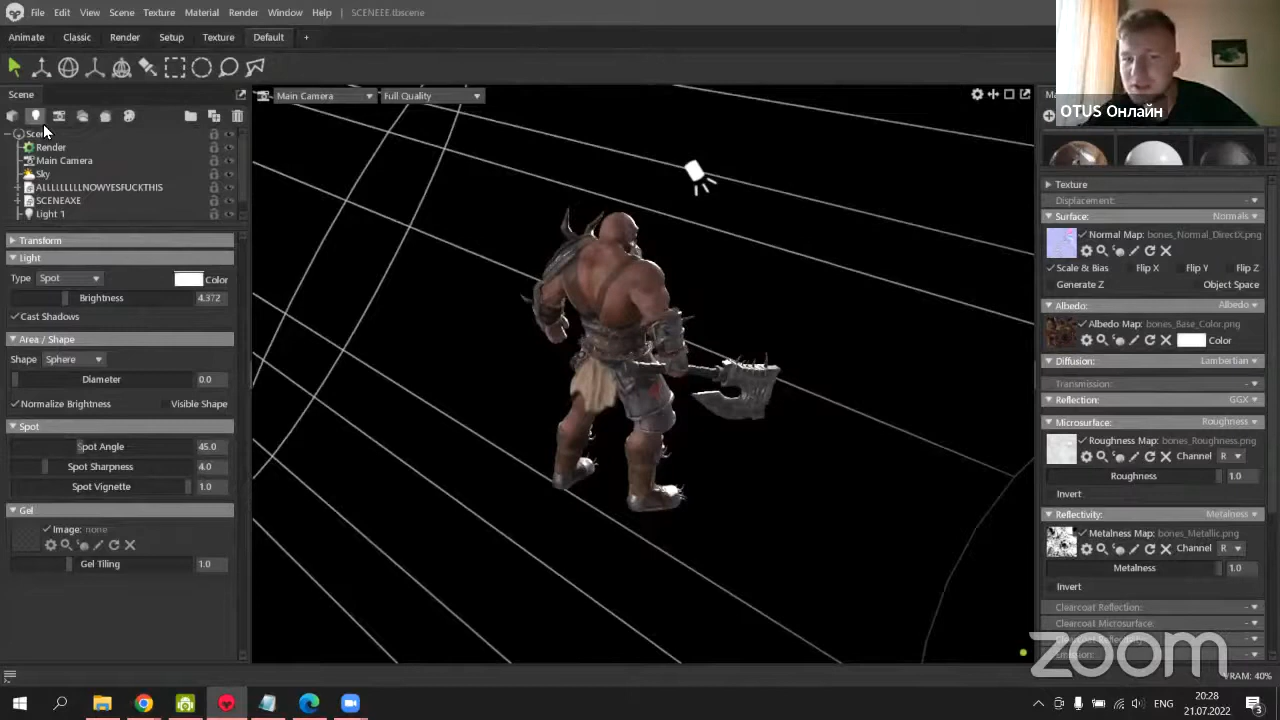 File Edit View Scene Texture Material Render Window Help SCENEEE.tbscene
Animate Classic Render Setup Texture Default +
Scene
Main Camera Full Quality
OTUS Онлайн
Render
Main Camera
Sky
ALLLLLLLLNOWYESFUCKTHIS
SCENEAXE
Light 1
Transform
Light
Type Spot Color
Brightness 4.372
Cast Shadows
Area / Shape
Shape Sphere
Diameter 0.0
Normalize Brightness Visible Shape
Spot
Spot Angle 45.0
Spot Sharpness 4.0
Spot Vignette 1.0
Gel
Image: none
Gel Tiling 1.0
Texture
Displacement:
Surface: Normals
Normal Map: bones_Normal_DirectX.png
Scale & Bias Flip X Flip Y Flip Z
Generate Z Object Space
Albedo: Albedo
Albedo Map: bones_Base_Color.png
Color
Diffusion: Lambertian
Transmission:
Reflection: GGX
Microsurface: Roughness
Roughness Map: bones_Roughness.png
Channel R
Roughness 1.0
Invert
Reflectivity: Metalness
Metalness Map: bones_Metallic.png
Channel R
Metalness 1.0
Invert
Clearcoat Reflection:
Clearcoat Microsurface:
Clearcoat Reflectivity
Emission:
zoom
VRAM: 40%
ENG
20:28
21.07.2022
3